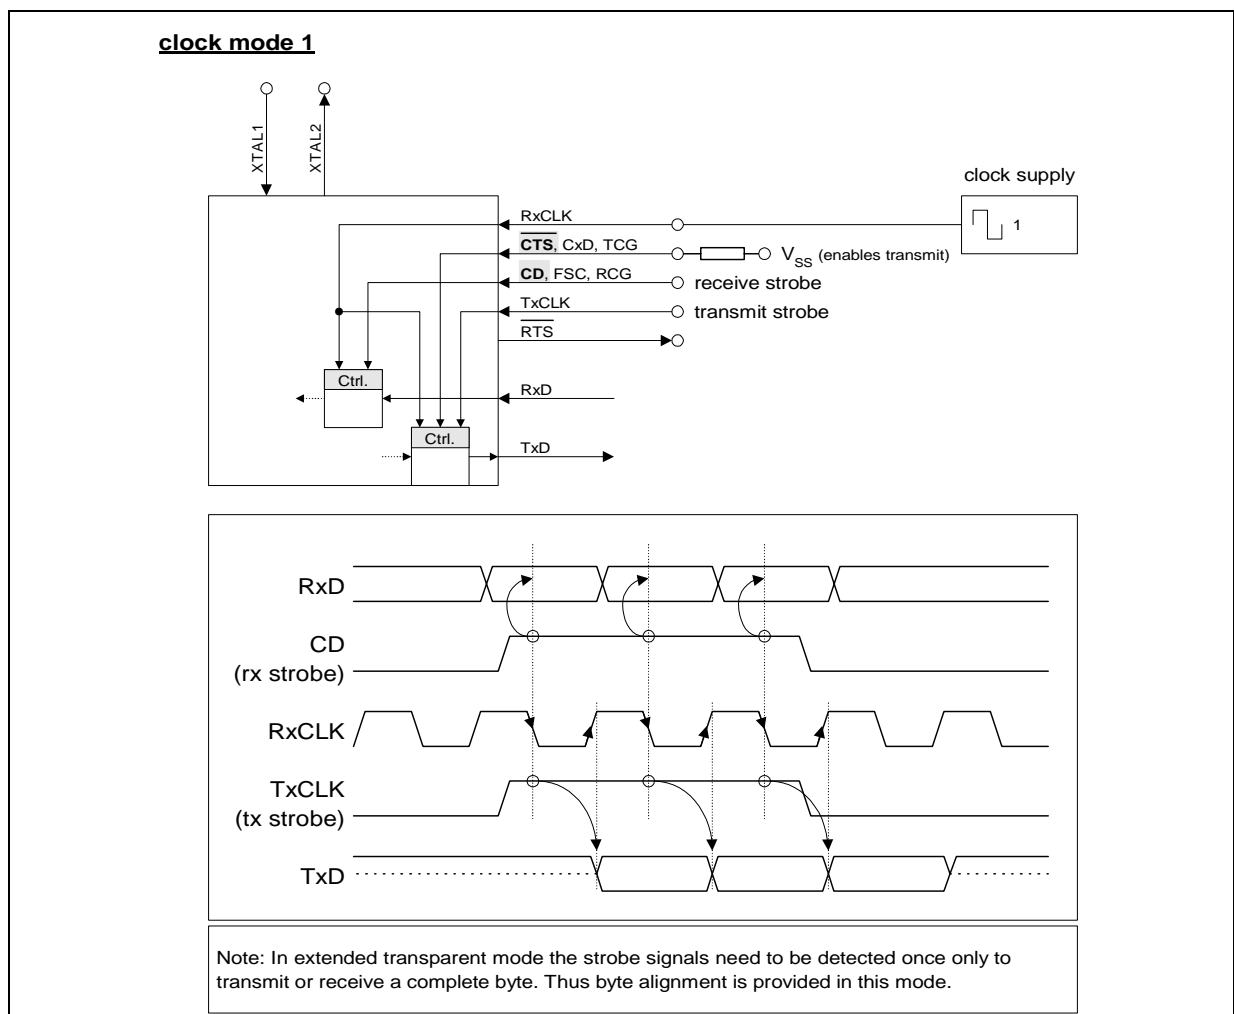 clock mode 1
XTAL1
XTAL2
clock supply
RxCLK
1
CTS, CxD, TCG
VSS (enables transmit)
CD, FSC, RCG
receive strobe
TxCLK
transmit strobe
RTS
Ctrl.
RxD
Ctrl.
TxD
RxD
CD
(rx strobe)
RxCLK
TxCLK
(tx strobe)
TxD
Note: In extended transparent mode the strobe signals need to be detected once only to
transmit or receive a complete byte. Thus byte alignment is provided in this mode.